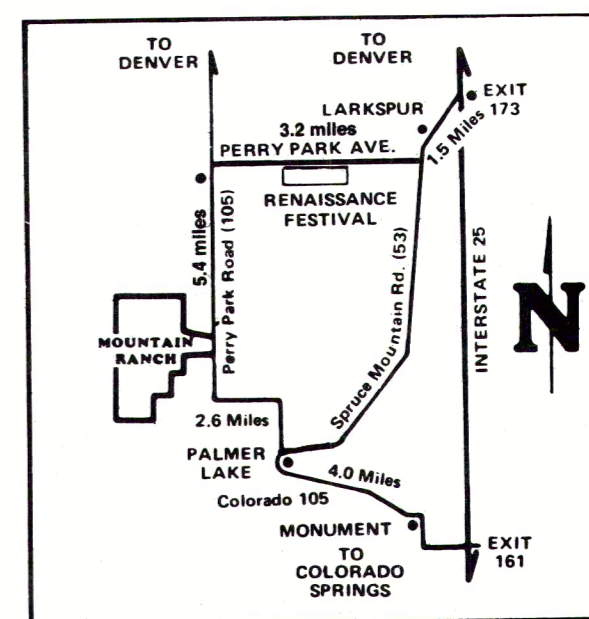 TO
DENVER
TO
DENVER
EXIT
173
LARKSPUR
3.2 miles
PERRY PARK AVE.
1.5 Miles
RENAISSANCE
FESTIVAL
5.4 miles
Perry Park Road (105)
Spruce Mountain Rd. (53)
INTERSTATE 25
N
MOUNTAIN
RANCH
2.6 Miles
PALMER
LAKE
4.0 Miles
Colorado 105
MONUMENT
EXIT
161
TO
COLORADO
SPRINGS